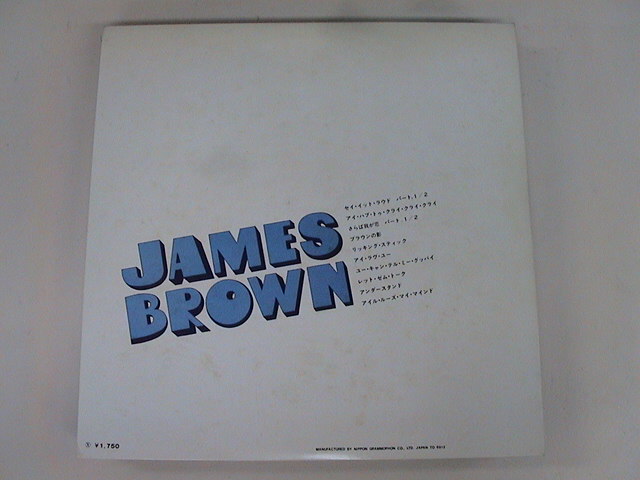 JAMES
BROWN
セイ・イット・ラウド パート.1/2
アイ・ハブ・トゥ・クライ・クライ・クライ
さらば我が恋 パート.1/2
ブラウンの影
リッキング・スティック
アイ・ラヴ・ユー
ユー・キャン・テル・ミー・グッバイ
レット・ゼム・トーク
アンダースタンド
アイル・ルーズ・マイ・マインド
¥1,750
MANUFACTURED BY NIPPON GRAMMOPHON CO., LTD. JAPAN